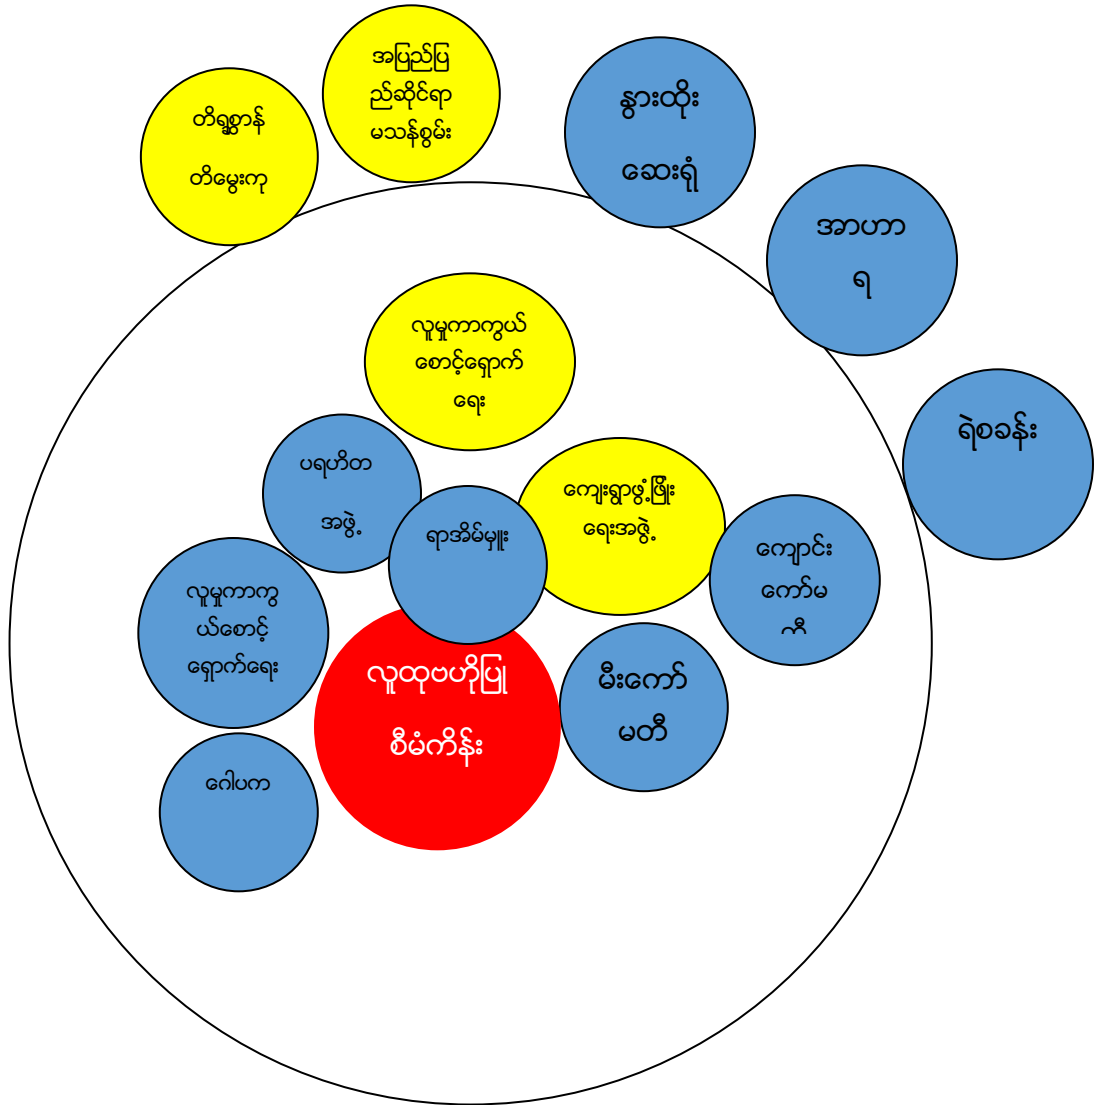 အပြည်ပြ
ည်ဆိုင်ရာ
မသန်စွမ်း
တိရစ္ဆာန်
တိမွေးကု
နွားထိုး
ဆေးရုံ
အာဟာ
ရ
လူမှုကာကွယ်
စောင့်ရှောက်
ရေး
ရဲစခန်း
ပရဟိတ
အဖွဲ့
ကျေးရွာဖွံ့ဖြိုး
ရေးအဖွဲ့
ရာအိမ်မှူး
ကျောင်း
ကော်မ
တီ
လူမှုကာကွ
ယ်စောင့်
ရှောက်ရေး
လူထုဗဟိုပြု
စီမံကိန်း
မီးကော်
မတီ
ဂေါပက